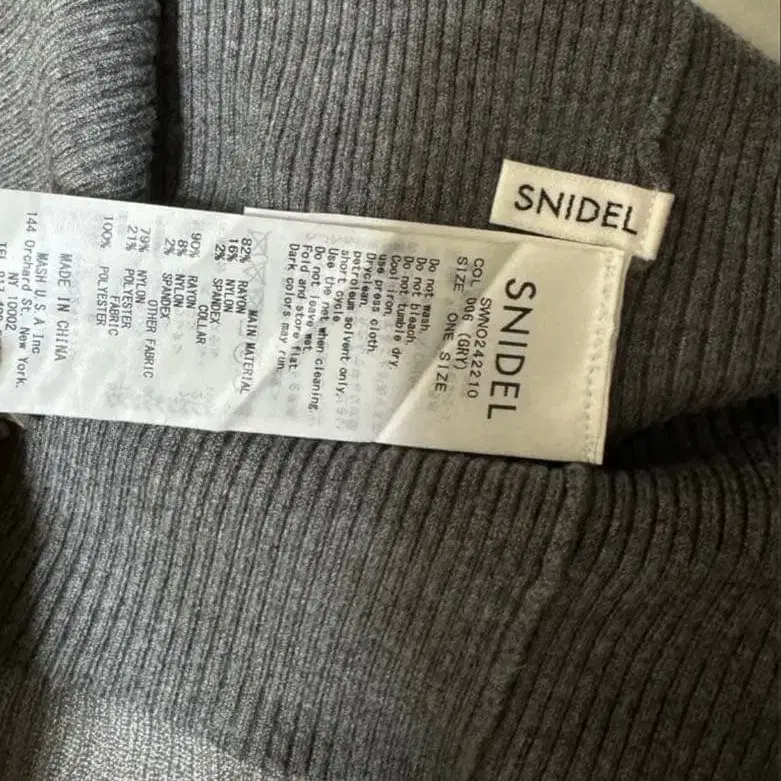 SNIDEL
SNIDEL
SWNO242210
COL 006 (GRY)
SIZE ONE SIZE
Do not wash.
Do not bleach.
Do not tumble dry.
Cool iron,
use press cloth.
Dryclean,
petroleum solvent only,
short cycle
Use the net when cleaning.
Do not leave wet.
Fold and store flat.
Dark colors may run.
MAIN MATERIAL
82% RAYON
16% NYLON
2% SPANDEX
COLLAR
90% RAYON
8% NYLON
2% SPANDEX
OTHER FABRIC
79% NYLON
21% POLYESTER
FABRIC
100% POLYESTER
MADE IN CHINA
MASH U S A Inc
144 Orchard St. New York.
NY 10002
TEL